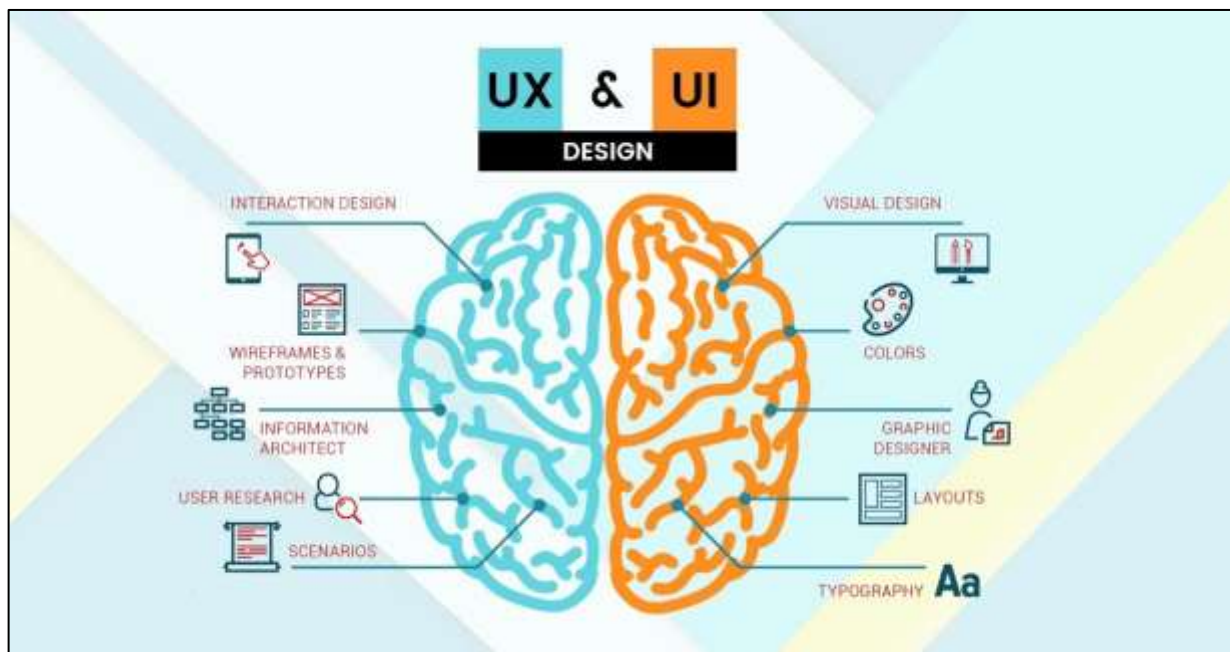 UX & UI
DESIGN
INTERACTION DESIGN
WIREFRAMES &
PROTOTYPES
INFORMATION
ARCHITECT
USER RESEARCH
SCENARIOS
VISUAL DESIGN
COLORS
GRAPHIC
DESIGNER
LAYOUTS
TYPOGRAPHY Aa